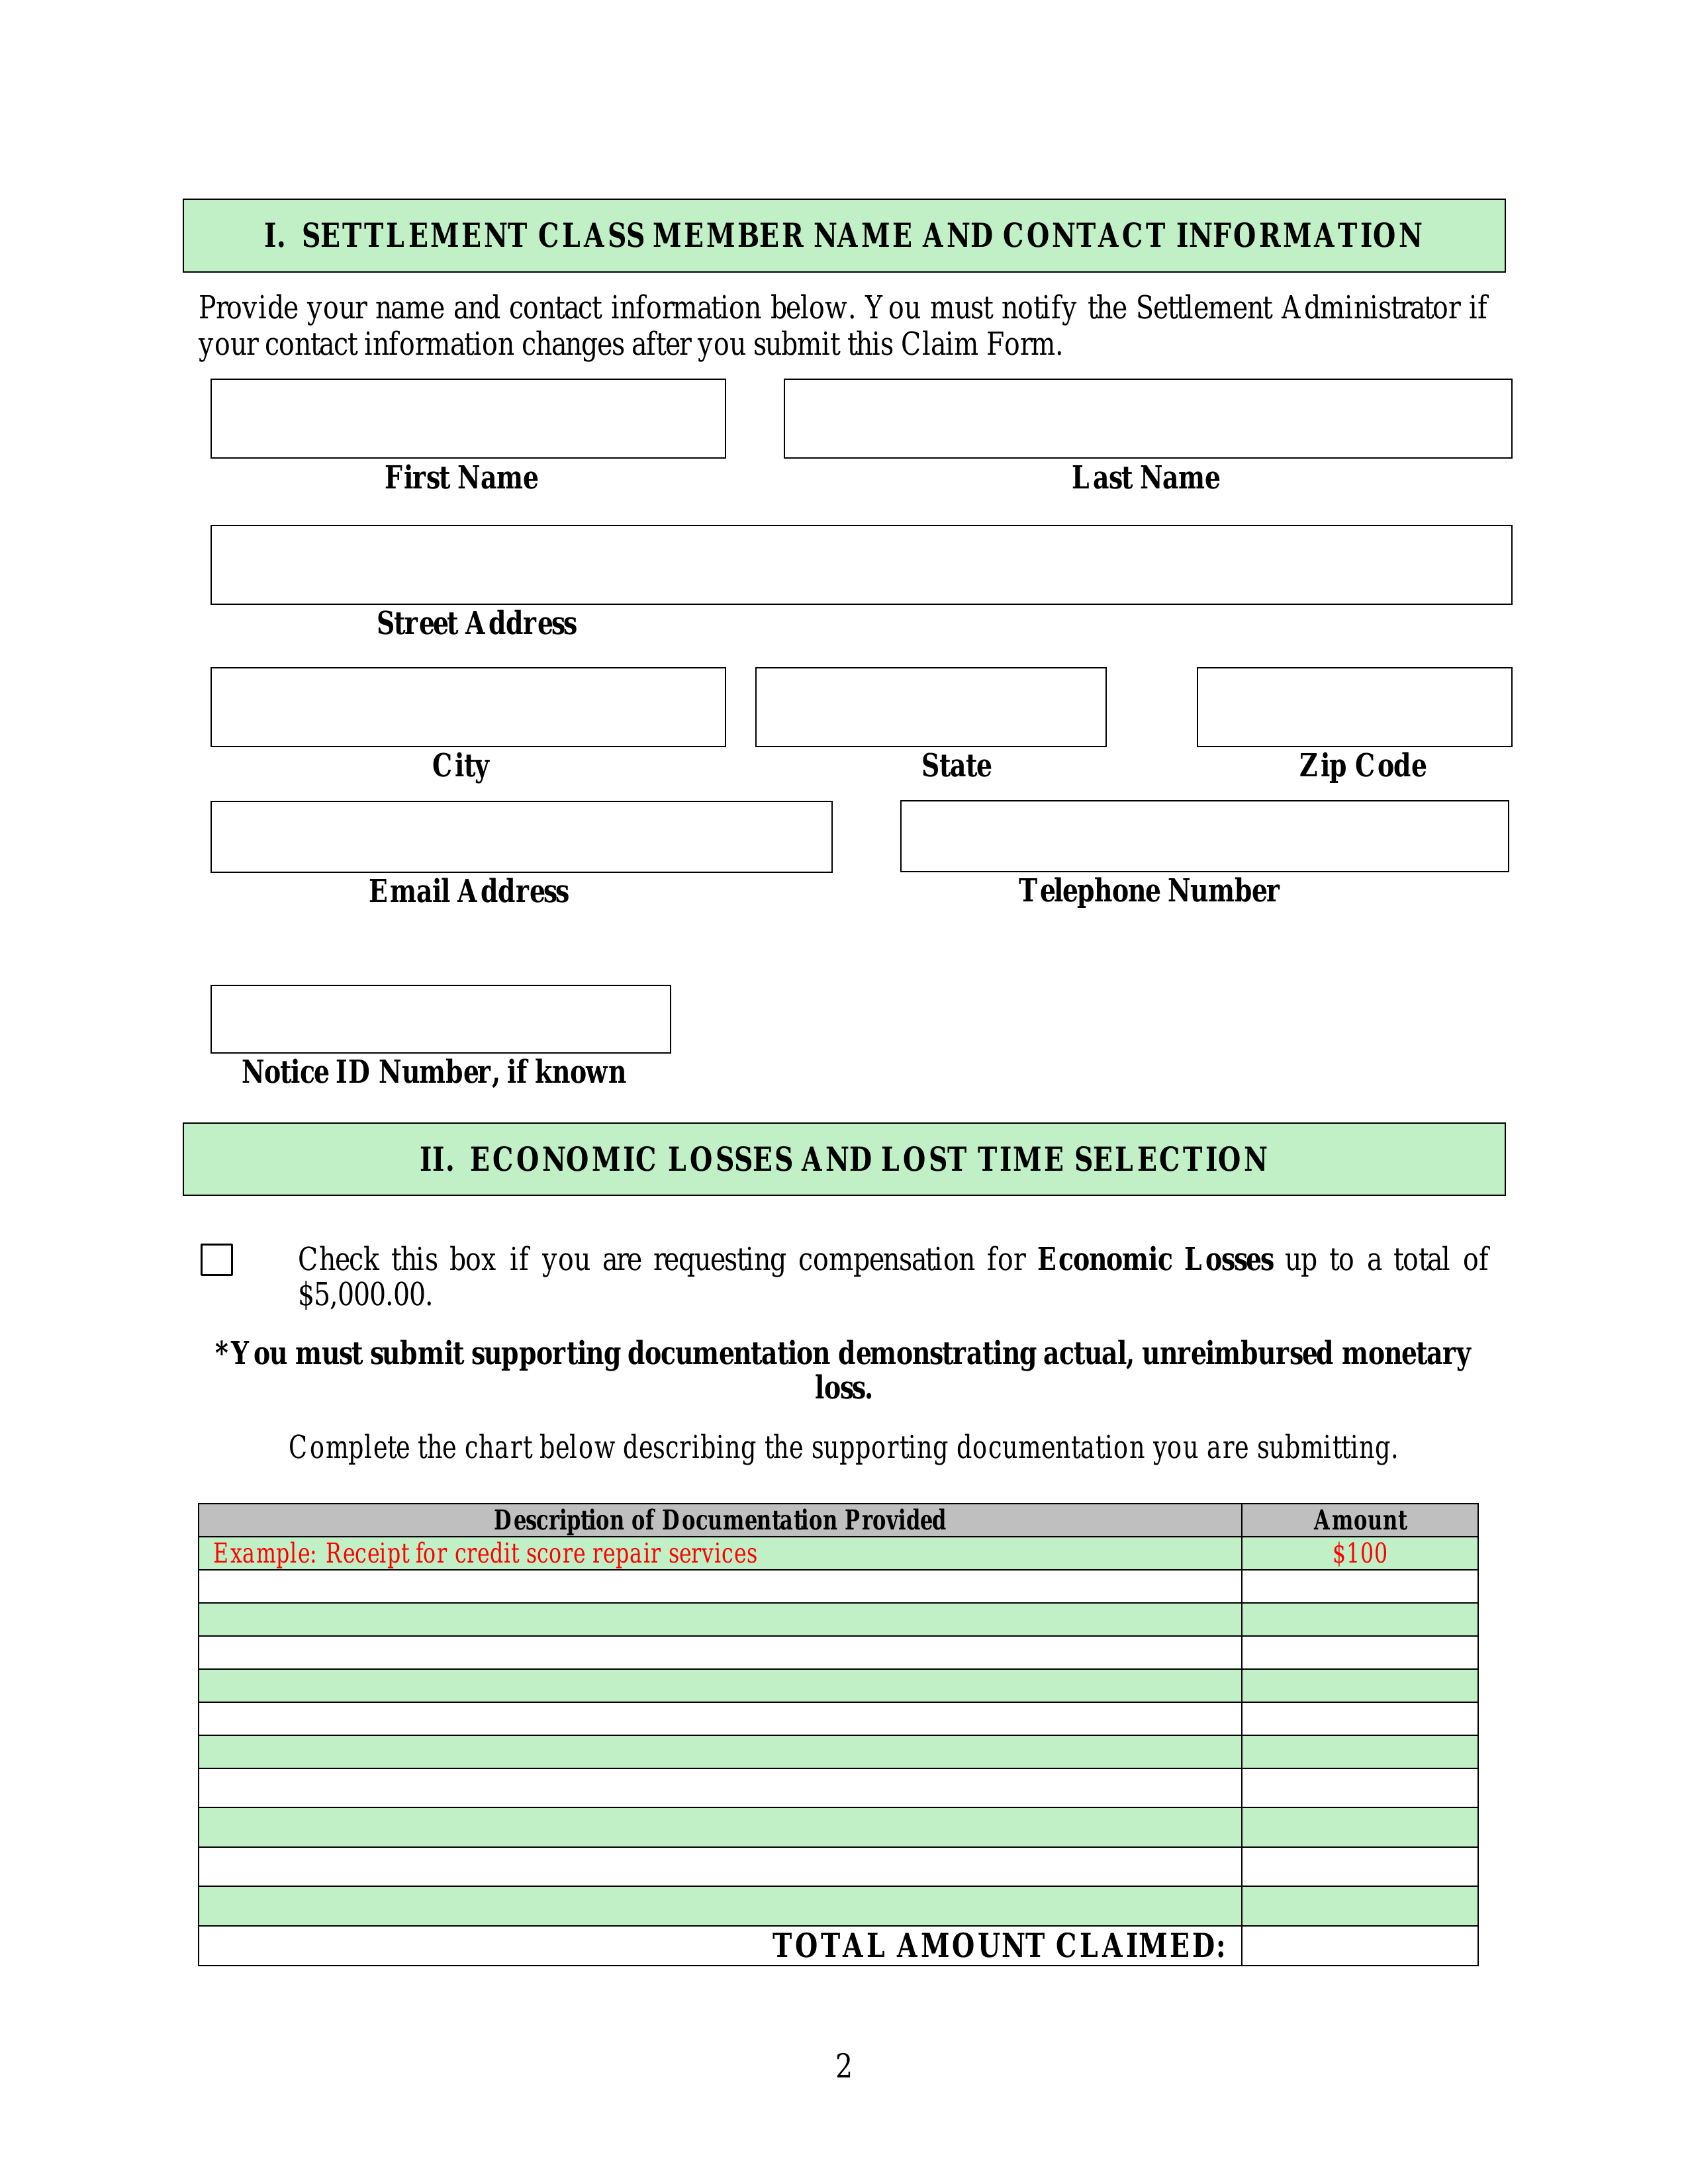 I. SETTLEMENT CLASS MEMBER NAME AND CONTACT INFORMATION
Provide your name and contact information below. You must notify the Settlement Administrator if
your contact information changes after you submit this Claim Form.
First Name Last Name
Street Address
City State Zip Code
Email Address Telephone Number
Notice ID Number, if known
II. ECONOMIC LOSSES AND LOST TIME SELECTION
Check this box if you are requesting compensation for Economic Losses up to a total of
$5,000.00.
*You must submit supporting documentation demonstrating actual, unreimbursed monetary
loss.
Complete the chart below describing the supporting documentation you are submitting.
Description of Documentation Provided Amount
Example: Receipt for credit score repair services $100
TOTAL AMOUNT CLAIMED:
2